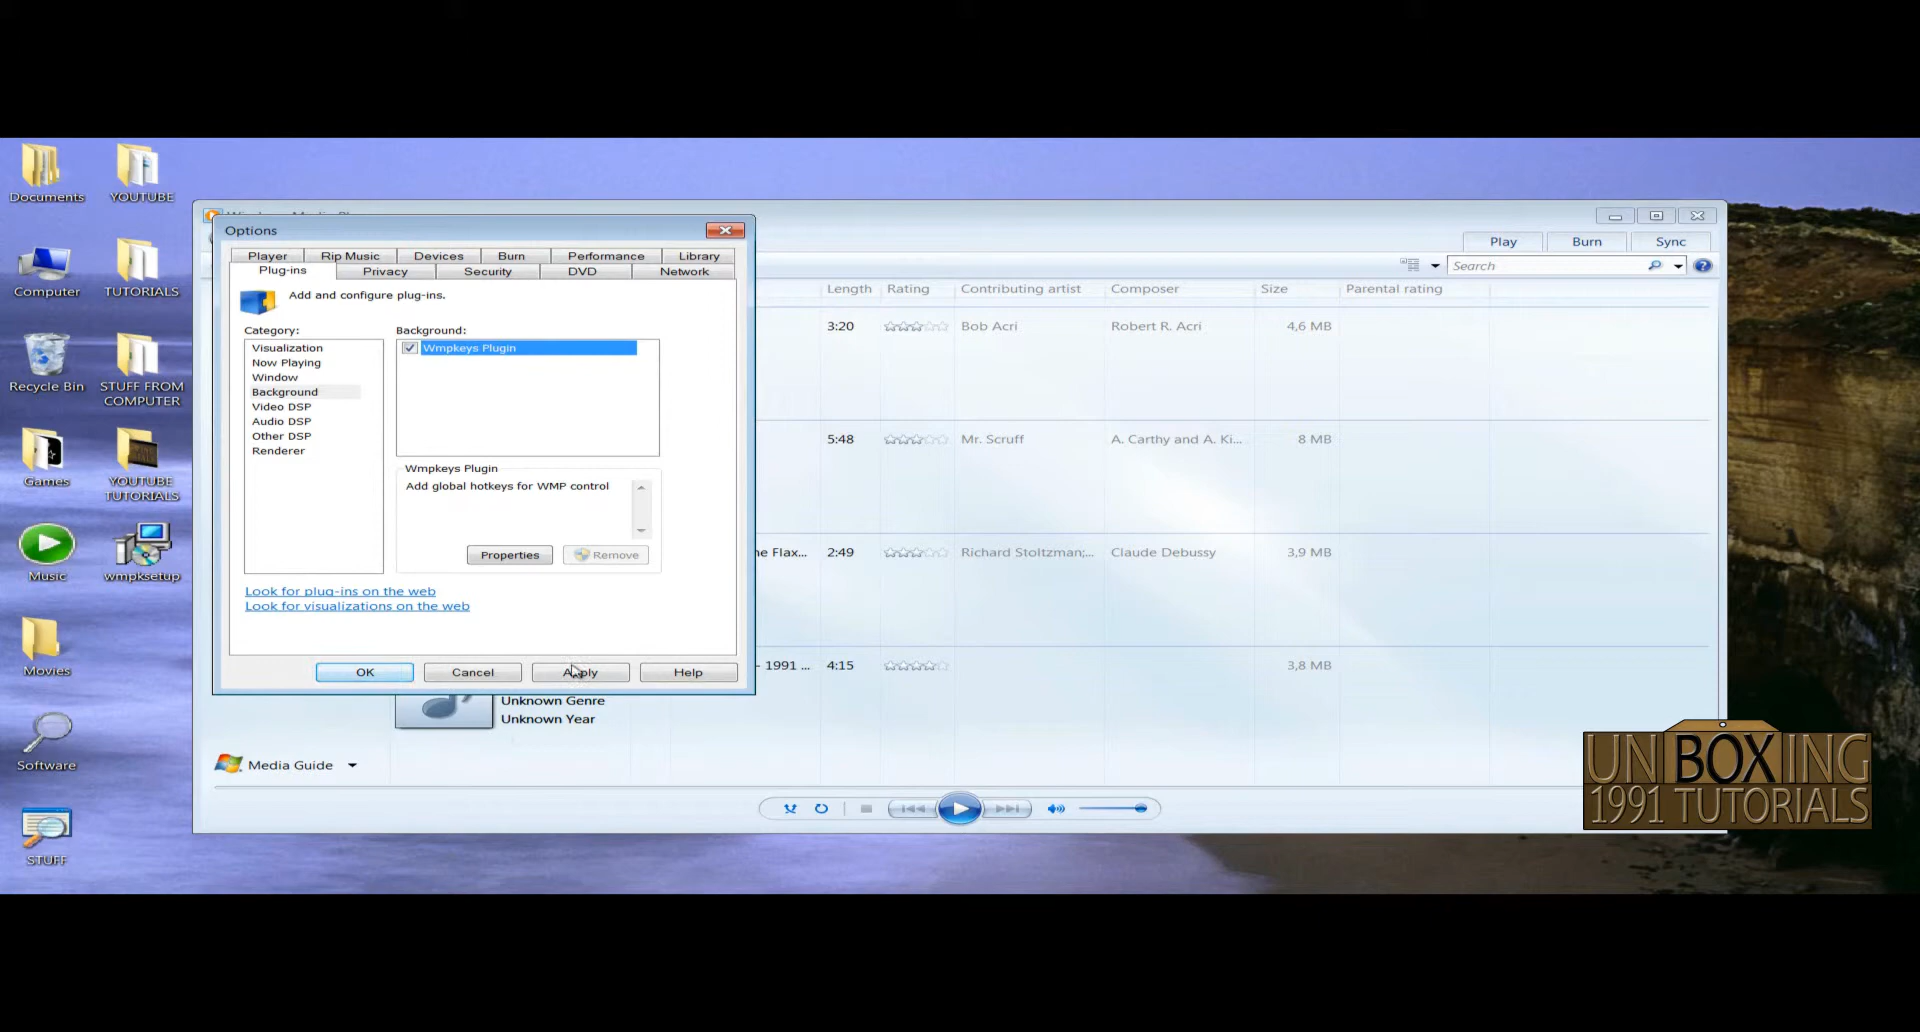 Documents
YOUTUBE
Computer
TUTORIALS
Recycle Bin
STUFF FROM
COMPUTER
Games
YOUTUBE
TUTORIALS
Music
wmpksetup
Movies
Software
STUFF
Options
Player
Rip Music
Devices
Burn
Performance
Library
Plug-ins
Privacy
Security
DVD
Network
Add and configure plug-ins.
Category:
Background:
Visualization
Now Playing
Window
Background
Video DSP
Audio DSP
Other DSP
Renderer
Wmpkeys Plugin
Wmpkeys Plugin
Add global hotkeys for WMP control
Properties
Remove
Look for plug-ins on the web
Look for visualizations on the web
OK
Cancel
Apply
Help
Play
Burn
Sync
Search
Length
Rating
Contributing artist
Composer
Size
Parental rating
3:20
Bob Acri
Robert R. Acri
4,6 MB
5:48
Mr. Scruff
A. Carthy and A. Ki...
8 MB
ne Flax...
2:49
Richard Stoltzman;...
Claude Debussy
3,9 MB
- 1991 ...
4:15
3,8 MB
Unknown Genre
Unknown Year
Media Guide
UNBOXING
1991 TUTORIALS